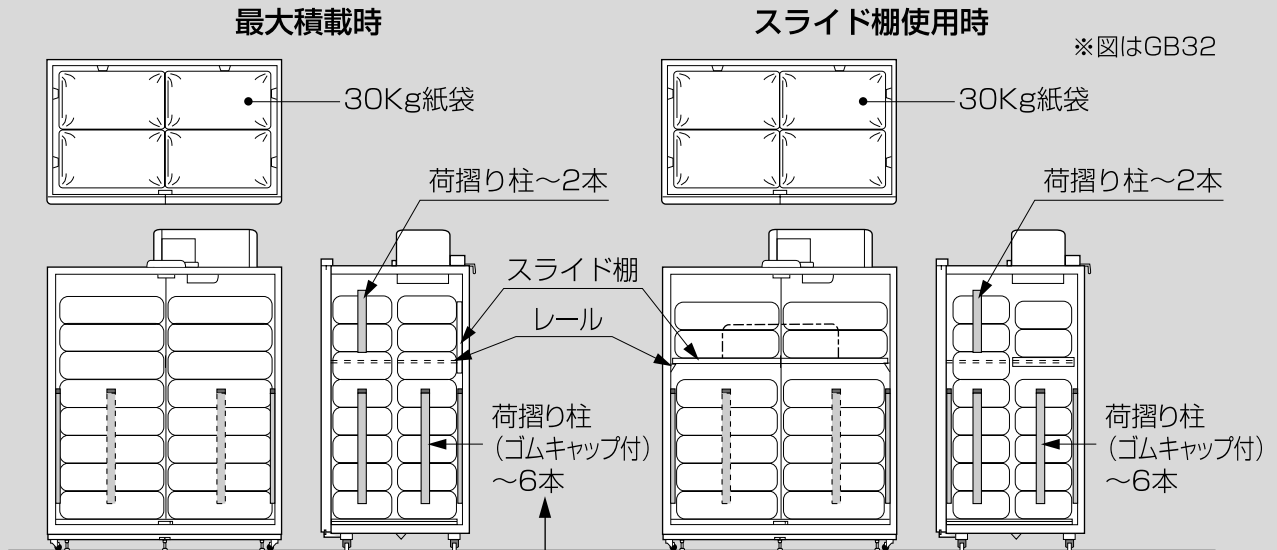 最大積載時
スライド棚使用時
※図はGB32
30Kg紙袋
30Kg紙袋
荷摺り柱～2本
荷摺り柱～2本
スライド棚
レール
荷摺り柱
（ゴムキャップ付）
～6本
荷摺り柱
（ゴムキャップ付）
～6本